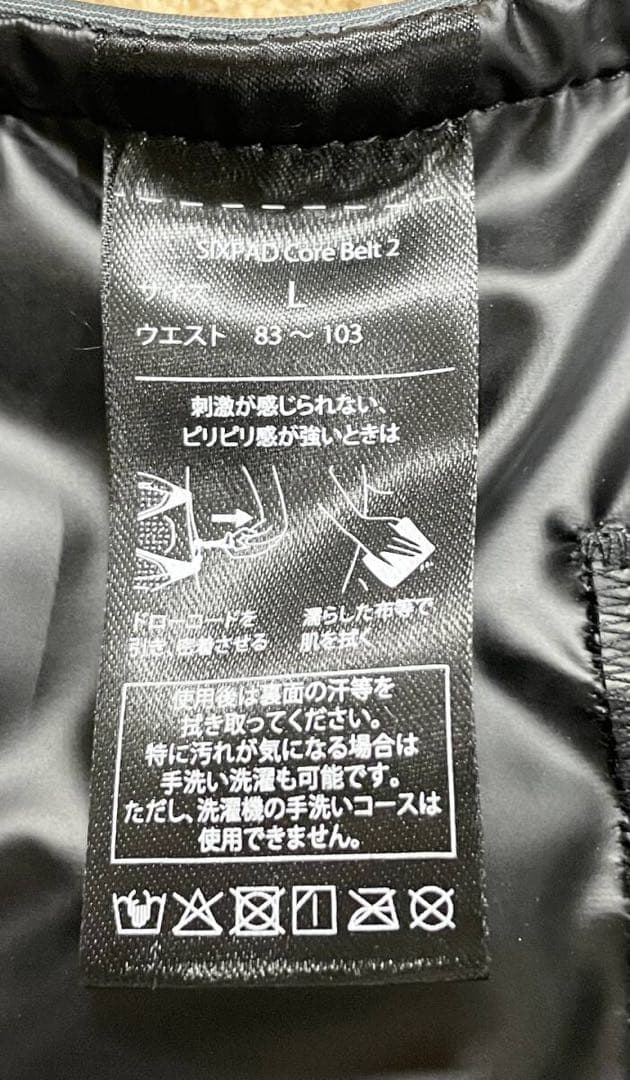 SIXPAD Core Belt 2
サイズ L
ウエスト 83 ～ 103
刺激が感じられない、
ピリピリ感が強いときは
ドローコードを
引き、密着させる
濡らした布等で
肌を拭く
使用後は裏面の汗等を
拭き取ってください。
特に汚れが気になる場合は
手洗い洗濯も可能です。
ただし、洗濯機の手洗いコースは
使用できません。